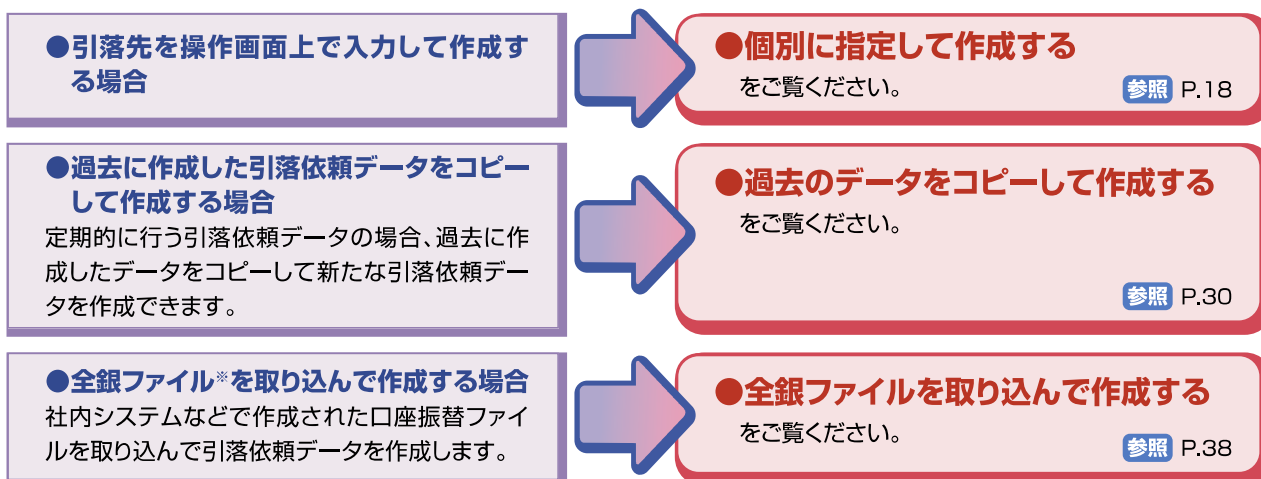 ●引落先を操作画面上で入力して作成す
る場合
●個別に指定して作成する
をご覧ください。
参照 P.18
●過去に作成した引落依頼データをコピー
して作成する場合
定期的に行う引落依頼データの場合、過去に作
成したデータをコピーして新たな引落依頼デー
タを作成できます。
●過去のデータをコピーして作成する
をご覧ください。
参照 P.30
●全銀ファイル※を取り込んで作成する場合
社内システムなどで作成された口座振替ファイ
ルを取り込んで引落依頼データを作成します。
●全銀ファイルを取り込んで作成する
をご覧ください。
参照 P.38